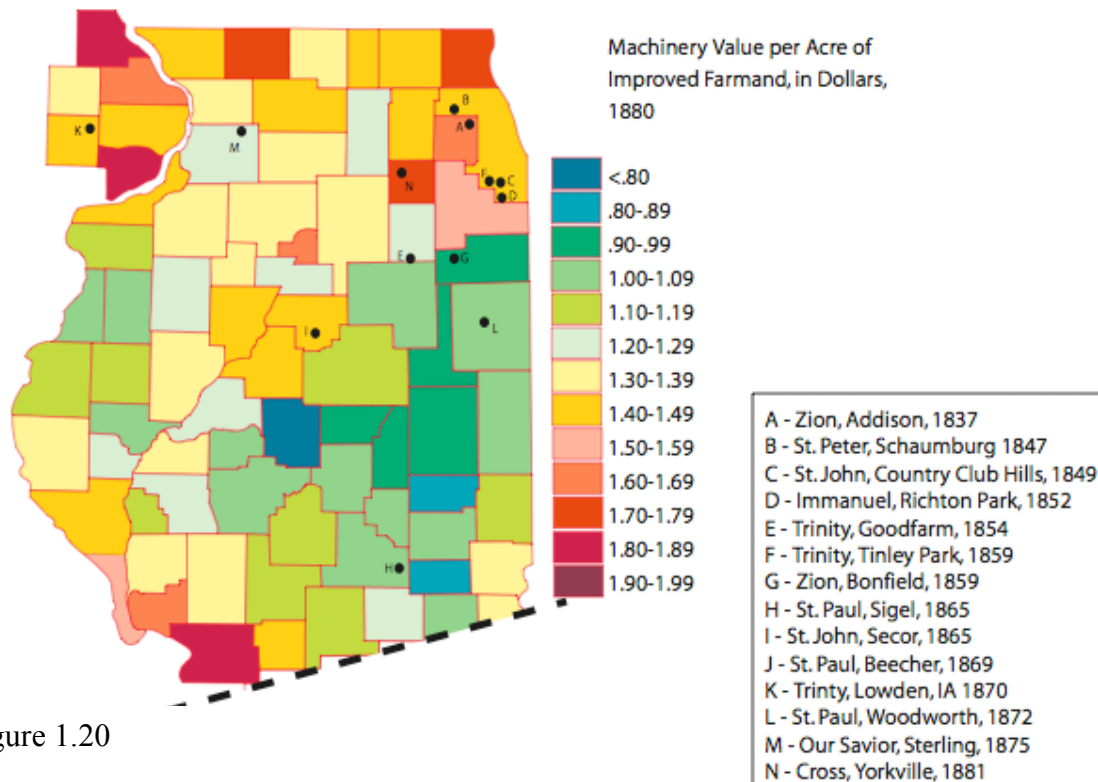 Machinery Value per Acre of
Improved Farmand, in Dollars,
1880
B
A
K
M
N
F
C
D
E
G
L
I
H
<.80
.80-.89
.90-.99
1.00-1.09
1.10-1.19
1.20-1.29
1.30-1.39
1.40-1.49
1.50-1.59
1.60-1.69
1.70-1.79
1.80-1.89
1.90-1.99
A - Zion, Addison, 1837
B - St. Peter, Schaumburg 1847
C - St. John, Country Club Hills, 1849
D - Immanuel, Richton Park, 1852
E - Trinity, Goodfarm, 1854
F - Trinity, Tinley Park, 1859
G - Zion, Bonfield, 1859
H - St. Paul, Sigel, 1865
I - St. John, Secor, 1865
J - St. Paul, Beecher, 1869
K - Trinty, Lowden, IA 1870
L - St. Paul, Woodworth, 1872
M - Our Savior, Sterling, 1875
N - Cross, Yorkville, 1881
gure 1.20